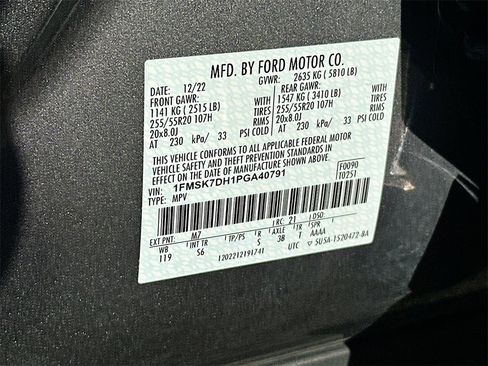 MFD. BY FORD MOTOR CO.
DATE: 12/22 GVWR: 2635 KG ( 5810 LB)
FRONT GAWR: REAR GAWR:
1141 KG ( 2515 LB) WITH 1547 KG ( 3410 LB) WITH
255/55R20 107H TIRES 255/55R20 107H TIRES
20x8.0J RIMS 20x8.0J RIMS
AT 230 kPa/ 33 PSI COLD AT 230 kPa/ 33 PSI COLD
THIS VEHICLE CONFORMS TO ALL APPLICABLE FEDERAL MOTOR
VEHICLE SAFETY AND THEFT PREVENTION STANDARDS IN
EFFECT ON THE DATE OF MANUFACTURE SHOWN ABOVE.
VIN: 1FMSK7DH1PGA40791 F0090
TYPE: MPV T0251
EXT PNT: M7 RC: 21 DSO:
WB INT TR TP/PS R AXLE TR SPR
119 S6 S 38 T AAAA
120221219174I UTC 5USA-1520472-BA